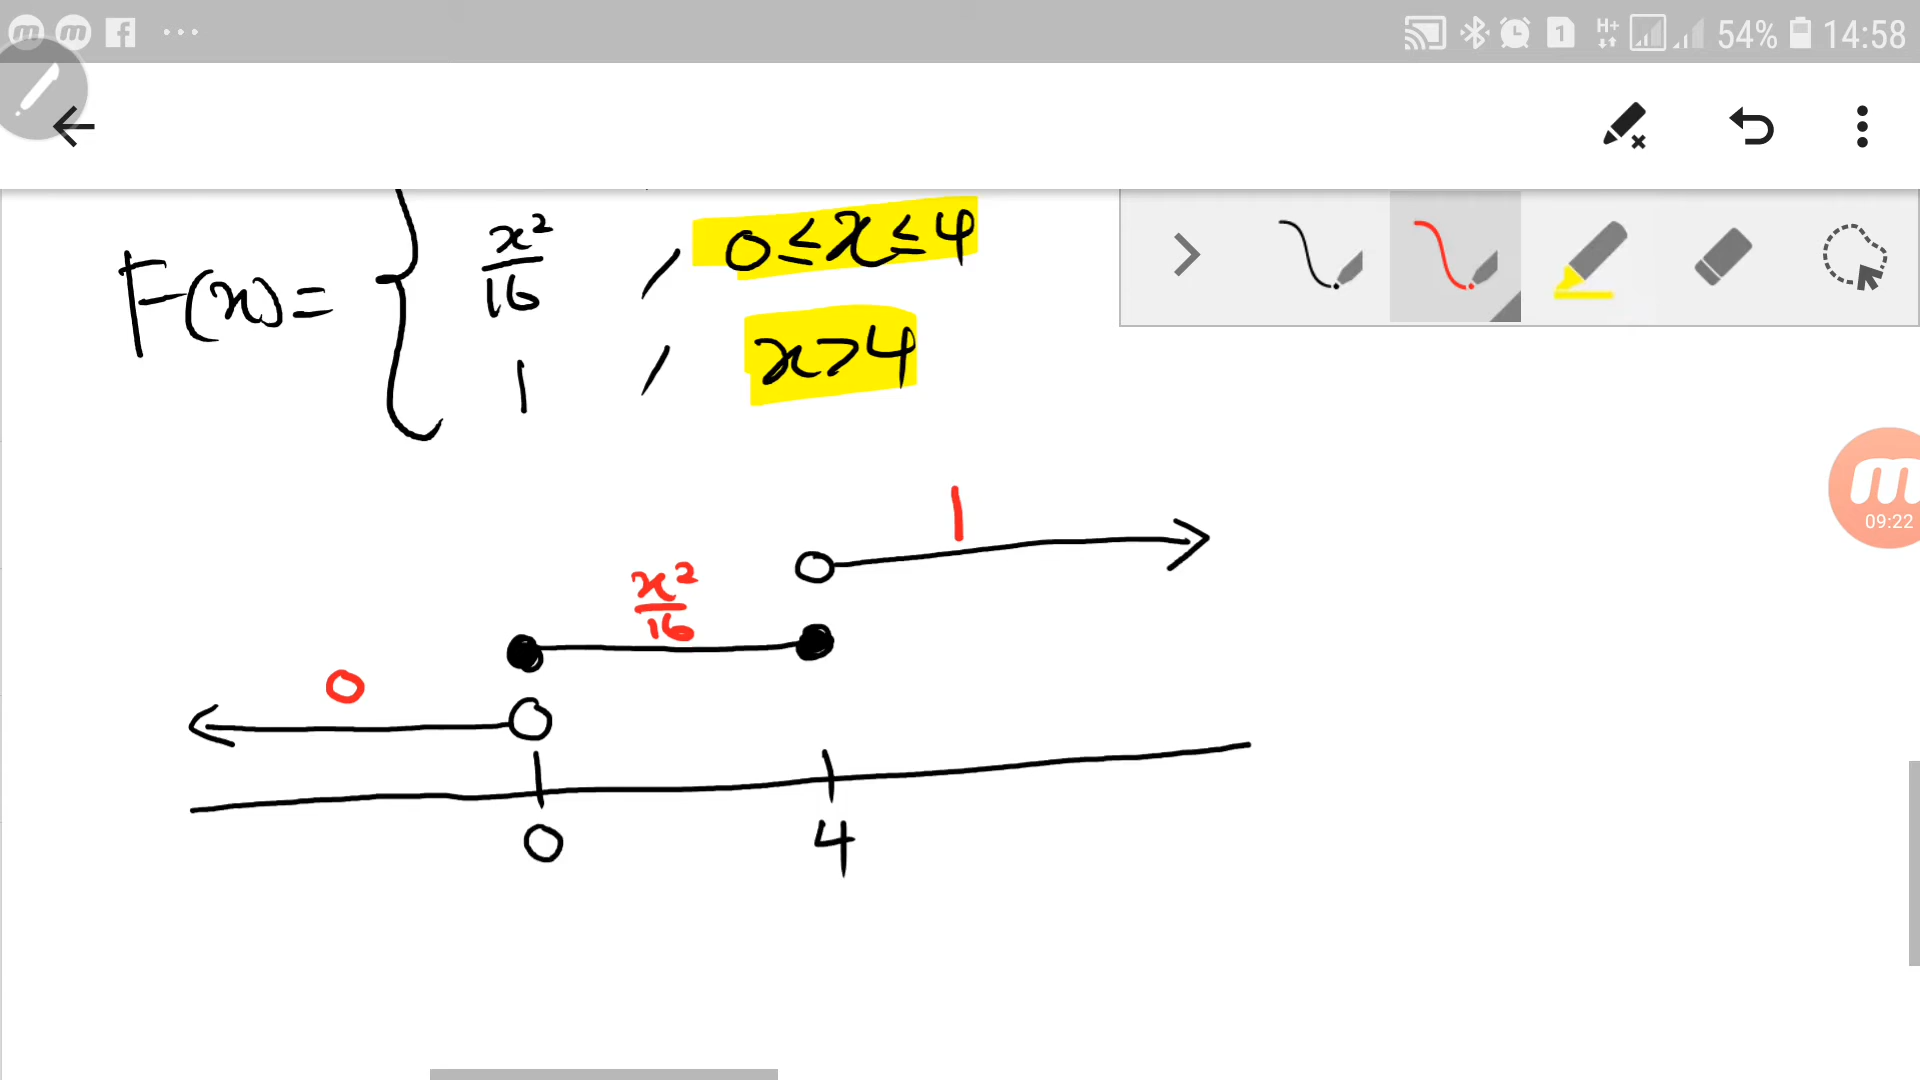 54% 14:58
F(x) = { x²/16 , 0≤x≤4
1 , x>4
1
x²/16
0
0 4
09:22